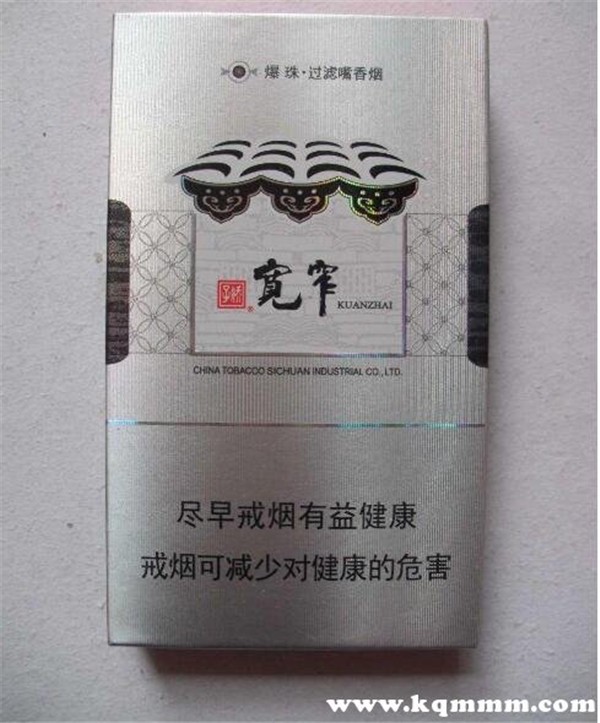 爆珠·过滤嘴香烟
娇子® 宽窄
KUANZHAI
CHINA TOBACCO SICHUAN INDUSTRIAL CO., LTD.
尽早戒烟有益健康
戒烟可减少对健康的危害
www.kqmmm.com